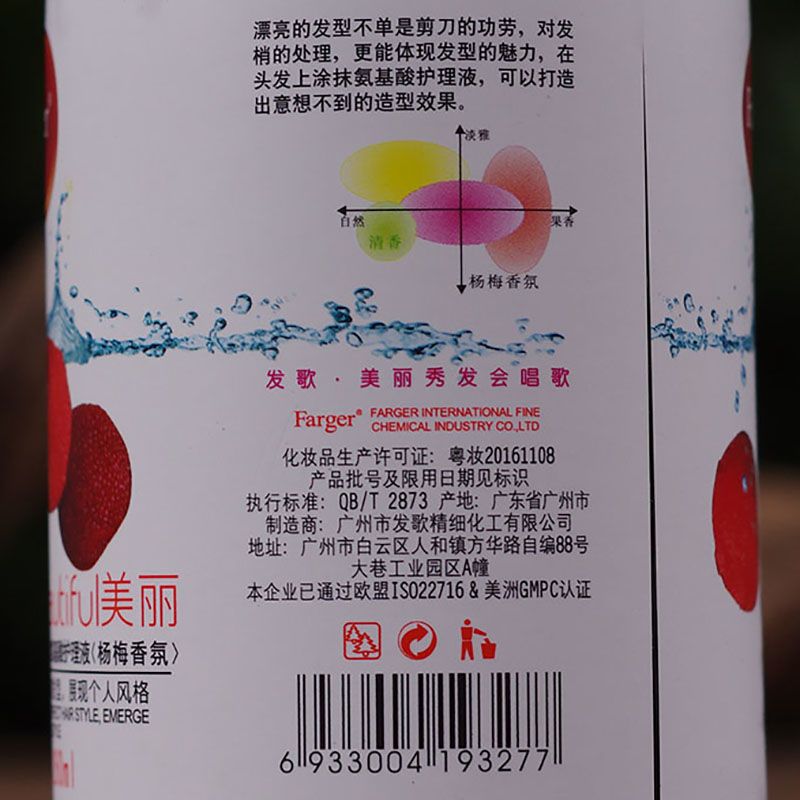 漂亮的发型不单是剪刀的功劳，对发
梢的处理，更能体现发型的魅力，在
头发上涂抹氨基酸护理液，可以打造
出意想不到的造型效果。
淡雅
自然
果香
清香
杨梅香氛
发歌·美丽秀发会唱歌
Farger® FARGER INTERNATIONAL FINE
CHEMICAL INDUSTRY CO.,LTD
化妆品生产许可证：粤妆20161108
产品批号及限用日期见标识
执行标准：QB/T 2873 产地：广东省广州市
制造商：广州市发歌精细化工有限公司
地址：广州市白云区人和镇方华路自编88号
大巷工业园区A幢
本企业已通过欧盟ISO22716 & 美洲GMPC认证
美丽
护理液〈杨梅香氛〉
，展现个人风格
HAIR STYLE, EMERGE
6 933004 193277